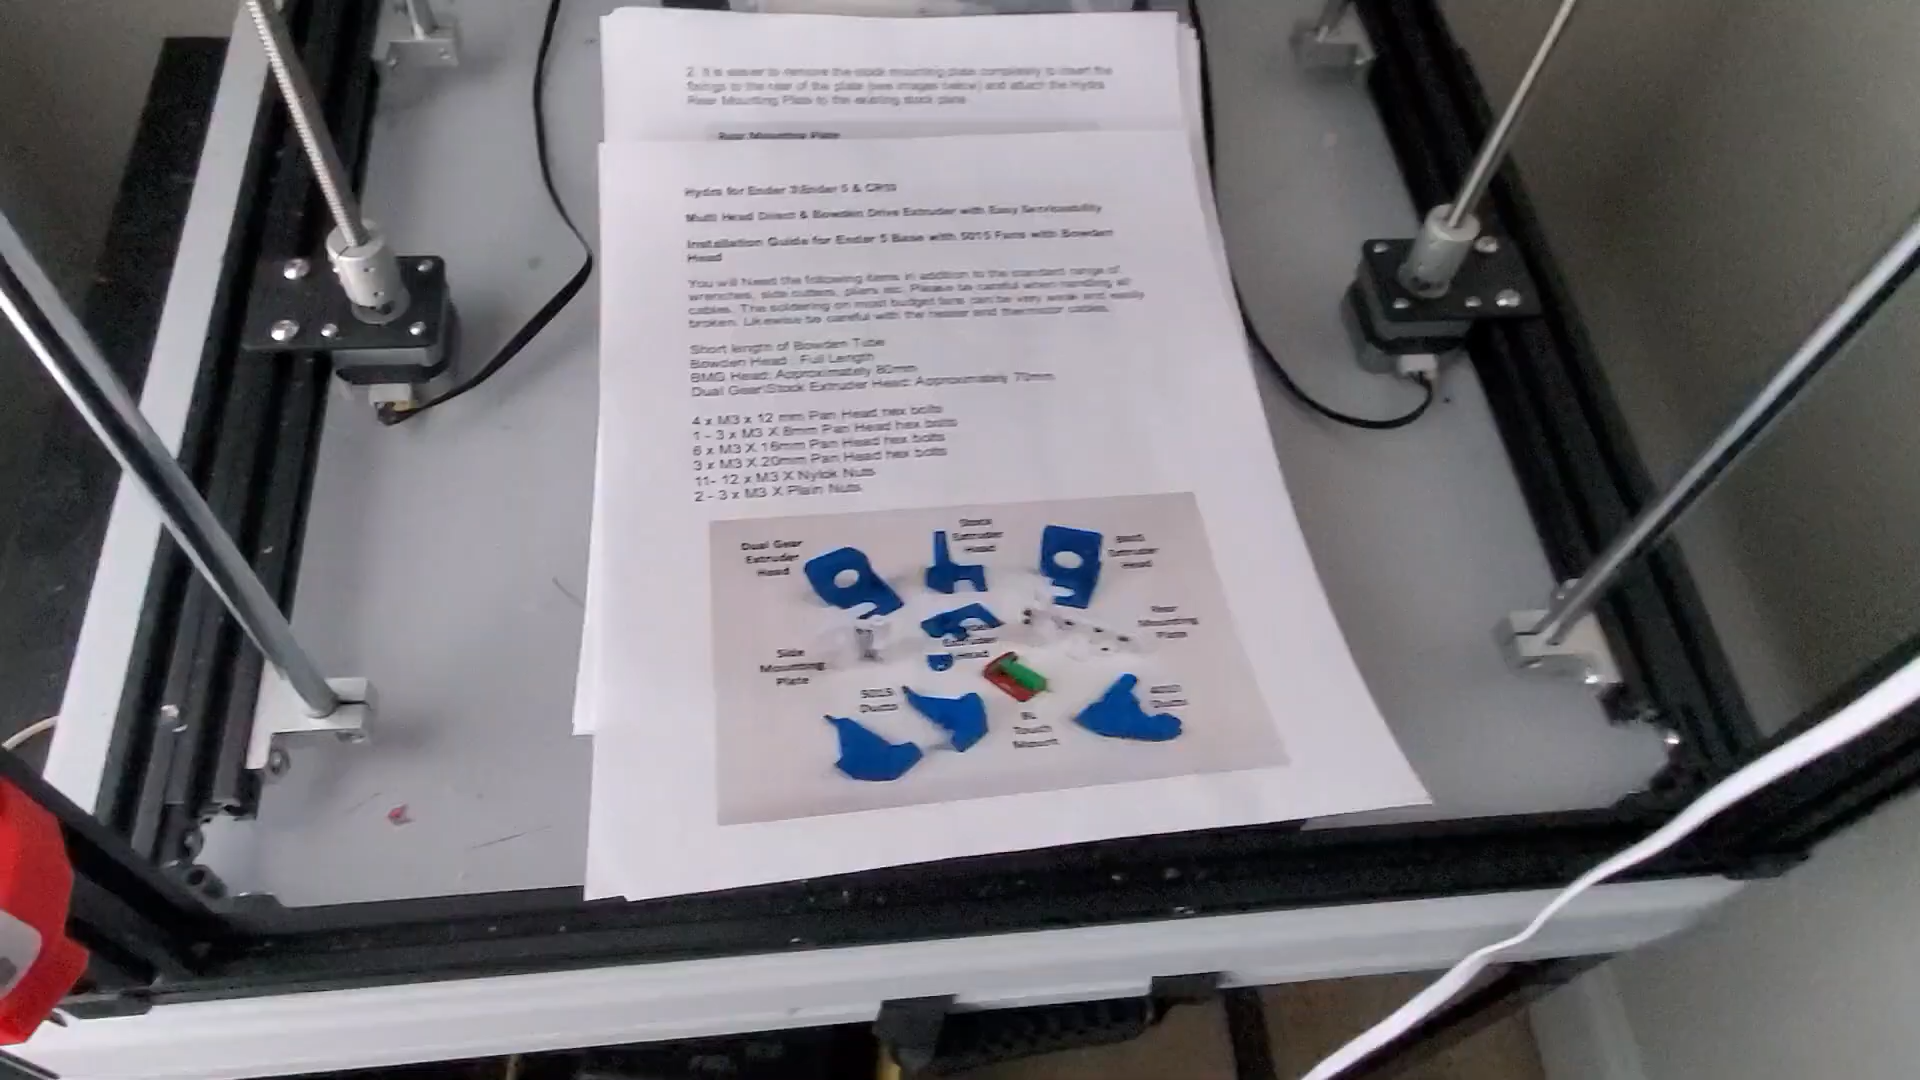 2. It is easier to remove the stock mounting plate completely to insert the
fixings to the rear of the plate (see images below) and attach the Hydra
Rear Mounting Plate to the existing stock plate
Rear Mounting Plate
Hydra for Ender 3\Ender 5 & CR10
Multi Head Direct & Bowden Drive Extruder with Easy Serviceability
Installation Guide for Ender 5 Base with 5015 Fans with Bowden
Head
You will Need the following items in addition to the standard range of
wrenches, side cutters, pliers etc. Please be careful when handling all
cables. The soldering on most budget fans can be very weak and easily
broken. Likewise be careful with the heater and thermistor cables.
Short length of Bowden Tube
Bowden Head : Full Length
BMG Head: Approximately 80mm
Dual Gear\Stock Extruder Head: Approximately 70mm
4 x M3 x 12 mm Pan Head hex bolts
1 - 3 x M3 X 8mm Pan Head hex bolts
6 x M3 X 16mm Pan Head hex bolts
3 x M3 X 20mm Pan Head hex bolts
11- 12 x M3 X Nylok Nuts
2 - 3 x M3 X Plain Nuts
Dual Gear
Extruder
Head
Stock
Extruder
Head
BMG
Extruder
Head
Side
Mounting
Plate
Extruder
Head
Rear
Mounting
Plate
5015
Ducts
BL
Touch
Mount
Ducts